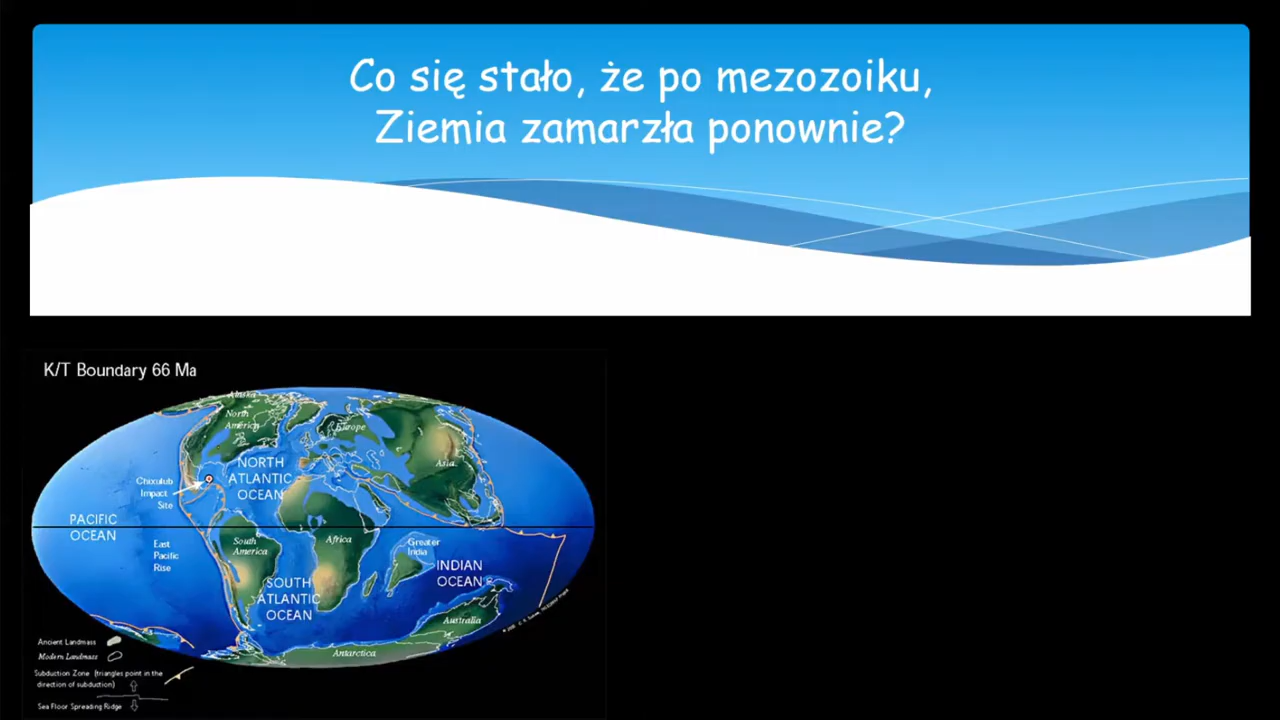 Co się stało, że po mezozoiku,
Ziemia zamarzła ponownie?
K/T Boundary 66 Ma
Alaska
North
America
Europe
Asia
NORTH
ATLANTIC
OCEAN
Chicxulub
Impact
Site
PACIFIC
OCEAN
East
Pacific
Rise
South
America
Africa
Greater
India
INDIAN
OCEAN
SOUTH
ATLANTIC
OCEAN
Australia
Antarctica
Ancient Landmass
Modern Landmass
Subduction Zone (triangles point in the
direction of subduction)
Sea Floor Spreading Ridge